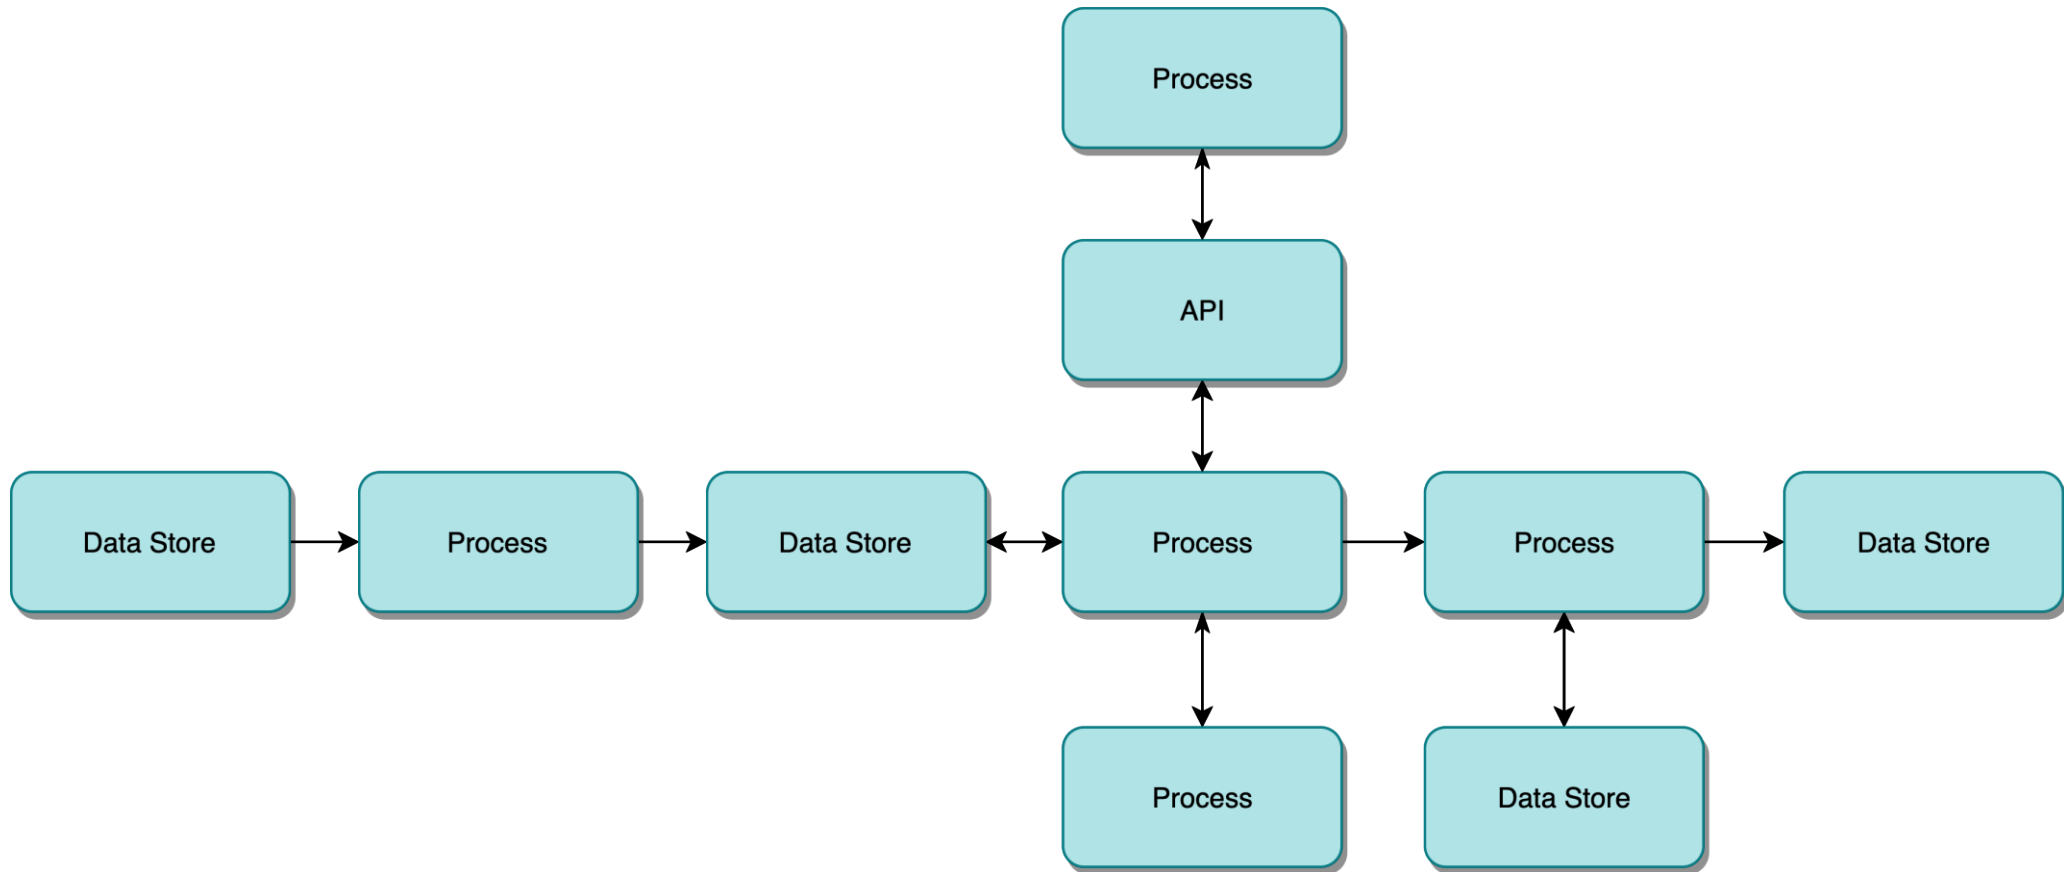 Process
API
Data Store
Process
Data Store
Process
Process
Data Store
Process
Data Store